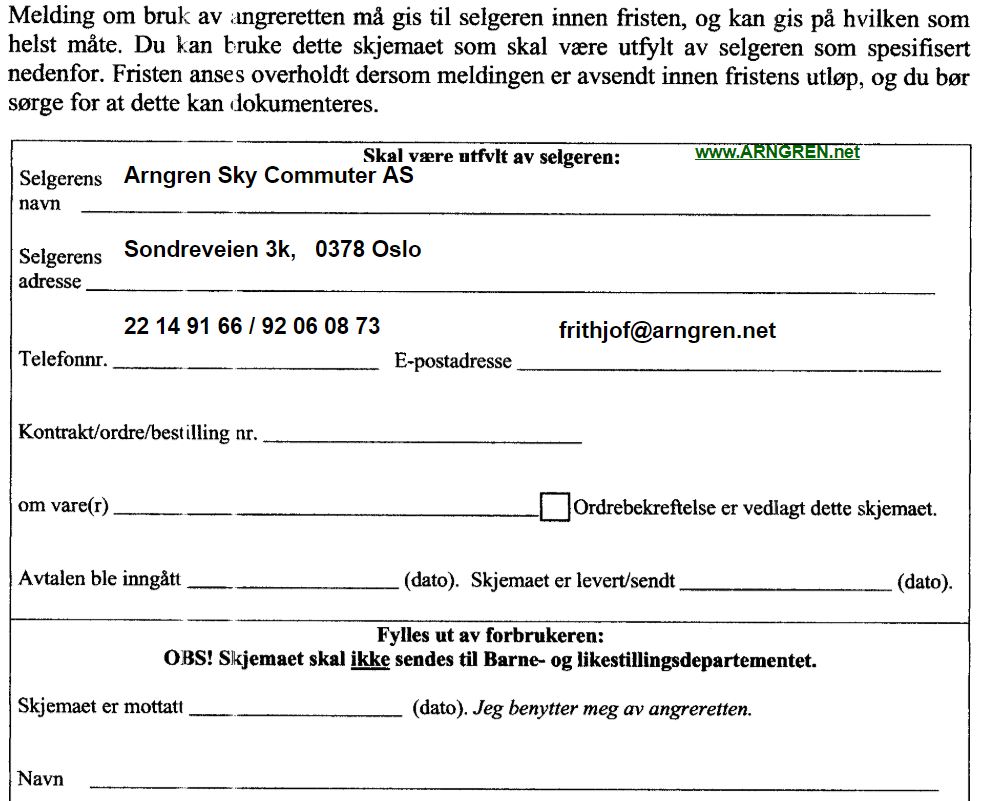 Melding om bruk av angreretten må gis til selgeren innen fristen, og kan gis på hvilken som
helst måte. Du kan bruke dette skjemaet som skal være utfylt av selgeren som spesifisert
nedenfor. Fristen anses overholdt dersom meldingen er avsendt innen fristens utløp, og du bør
sørge for at dette kan dokumenteres.
Skal være utfylt av selgeren: www.ARNGREN.net
Selgerens Arngren Sky Commuter AS
navn
Selgerens Sondreveien 3k, 0378 Oslo
adresse
22 14 91 66 / 92 06 08 73 frithjof@arngren.net
Telefonnr. E-postadresse
Kontrakt/ordre/bestilling nr.
om vare(r) Ordrebekreftelse er vedlagt dette skjemaet.
Avtalen ble inngått (dato). Skjemaet er levert/sendt (dato).
Fylles ut av forbrukeren:
OBS! Skjemaet skal ikke sendes til Barne- og likestillingsdepartementet.
Skjemaet er mottatt (dato). Jeg benytter meg av angreretten.
Navn